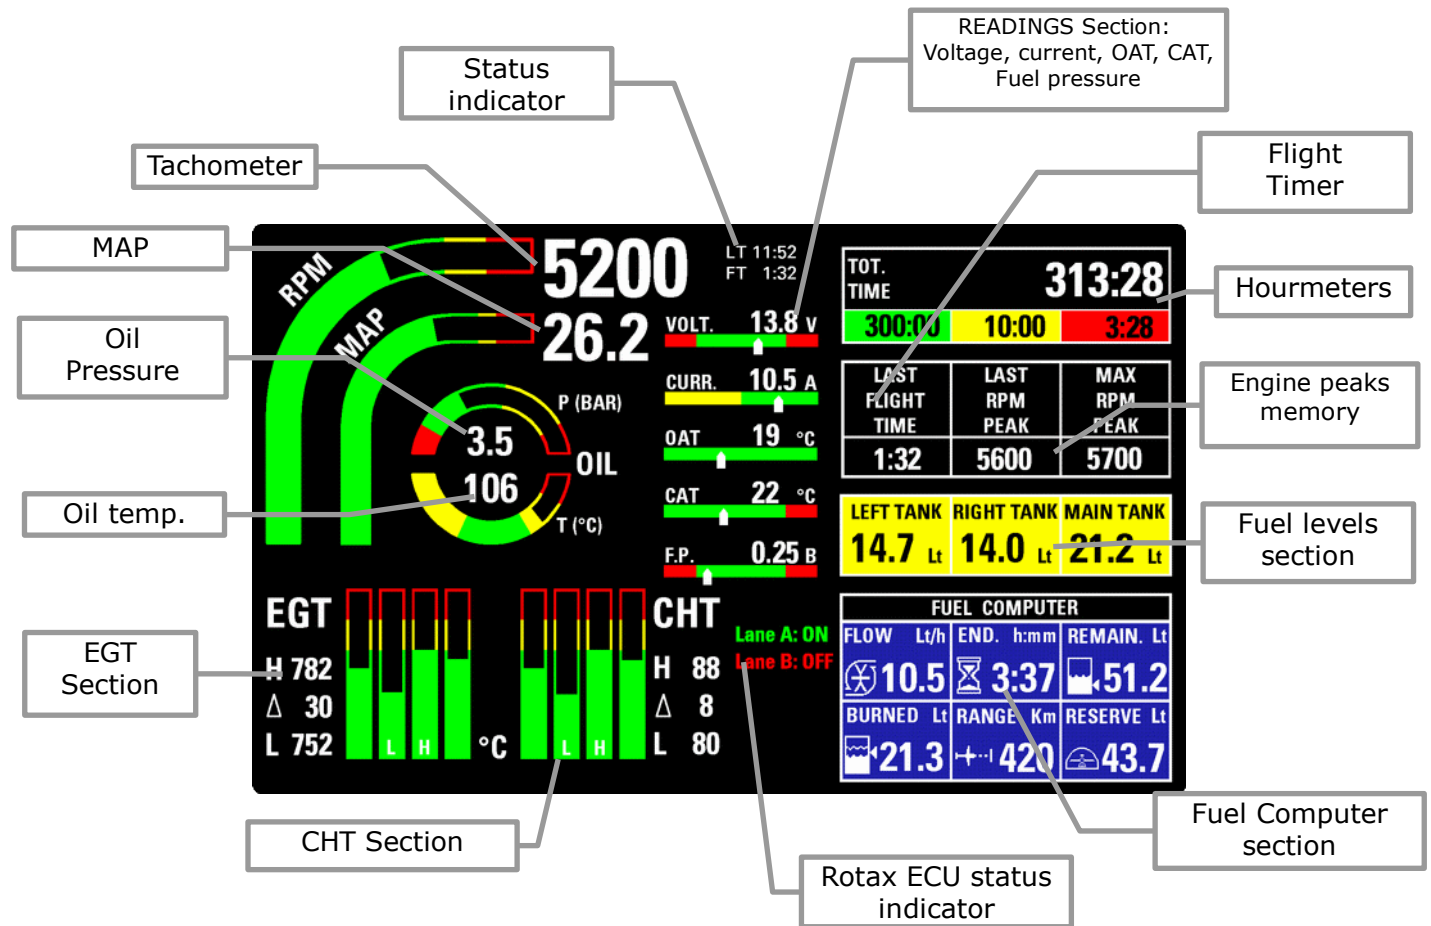 READINGS Section:
Voltage, current, OAT, CAT,
Fuel pressure
Status
indicator
Flight
Timer
Tachometer
MAP
Hourmeters
Oil
Pressure
Engine peaks
memory
Oil temp.
Fuel levels
section
EGT
Section
CHT Section
Fuel Computer
section
Rotax ECU status
indicator
RPM
5200
MAP
26.2
LT 11:52
FT 1:32
P (BAR)
3.5
OIL
106
T (°C)
VOLT. 13.8 V
CURR. 10.5 A
OAT 19 °C
CAT 22 °C
F.P. 0.25 B
TOT.
TIME
313:28
300:00 10:00 3:28
LAST
FLIGHT
TIME
1:32
LAST
RPM
PEAK
5600
MAX
RPM
PEAK
5700
LEFT TANK RIGHT TANK MAIN TANK
14.7 Lt 14.0 Lt 21.2 Lt
EGT
H 782
Δ 30
L 752
L H
°C
L H
CHT
H 88
Δ 8
L 80
Lane A: ON
Lane B: OFF
FUEL COMPUTER
FLOW Lt/h END. h:mm REMAIN. Lt
10.5 3:37 51.2
BURNED Lt RANGE Km RESERVE Lt
21.3 420 43.7